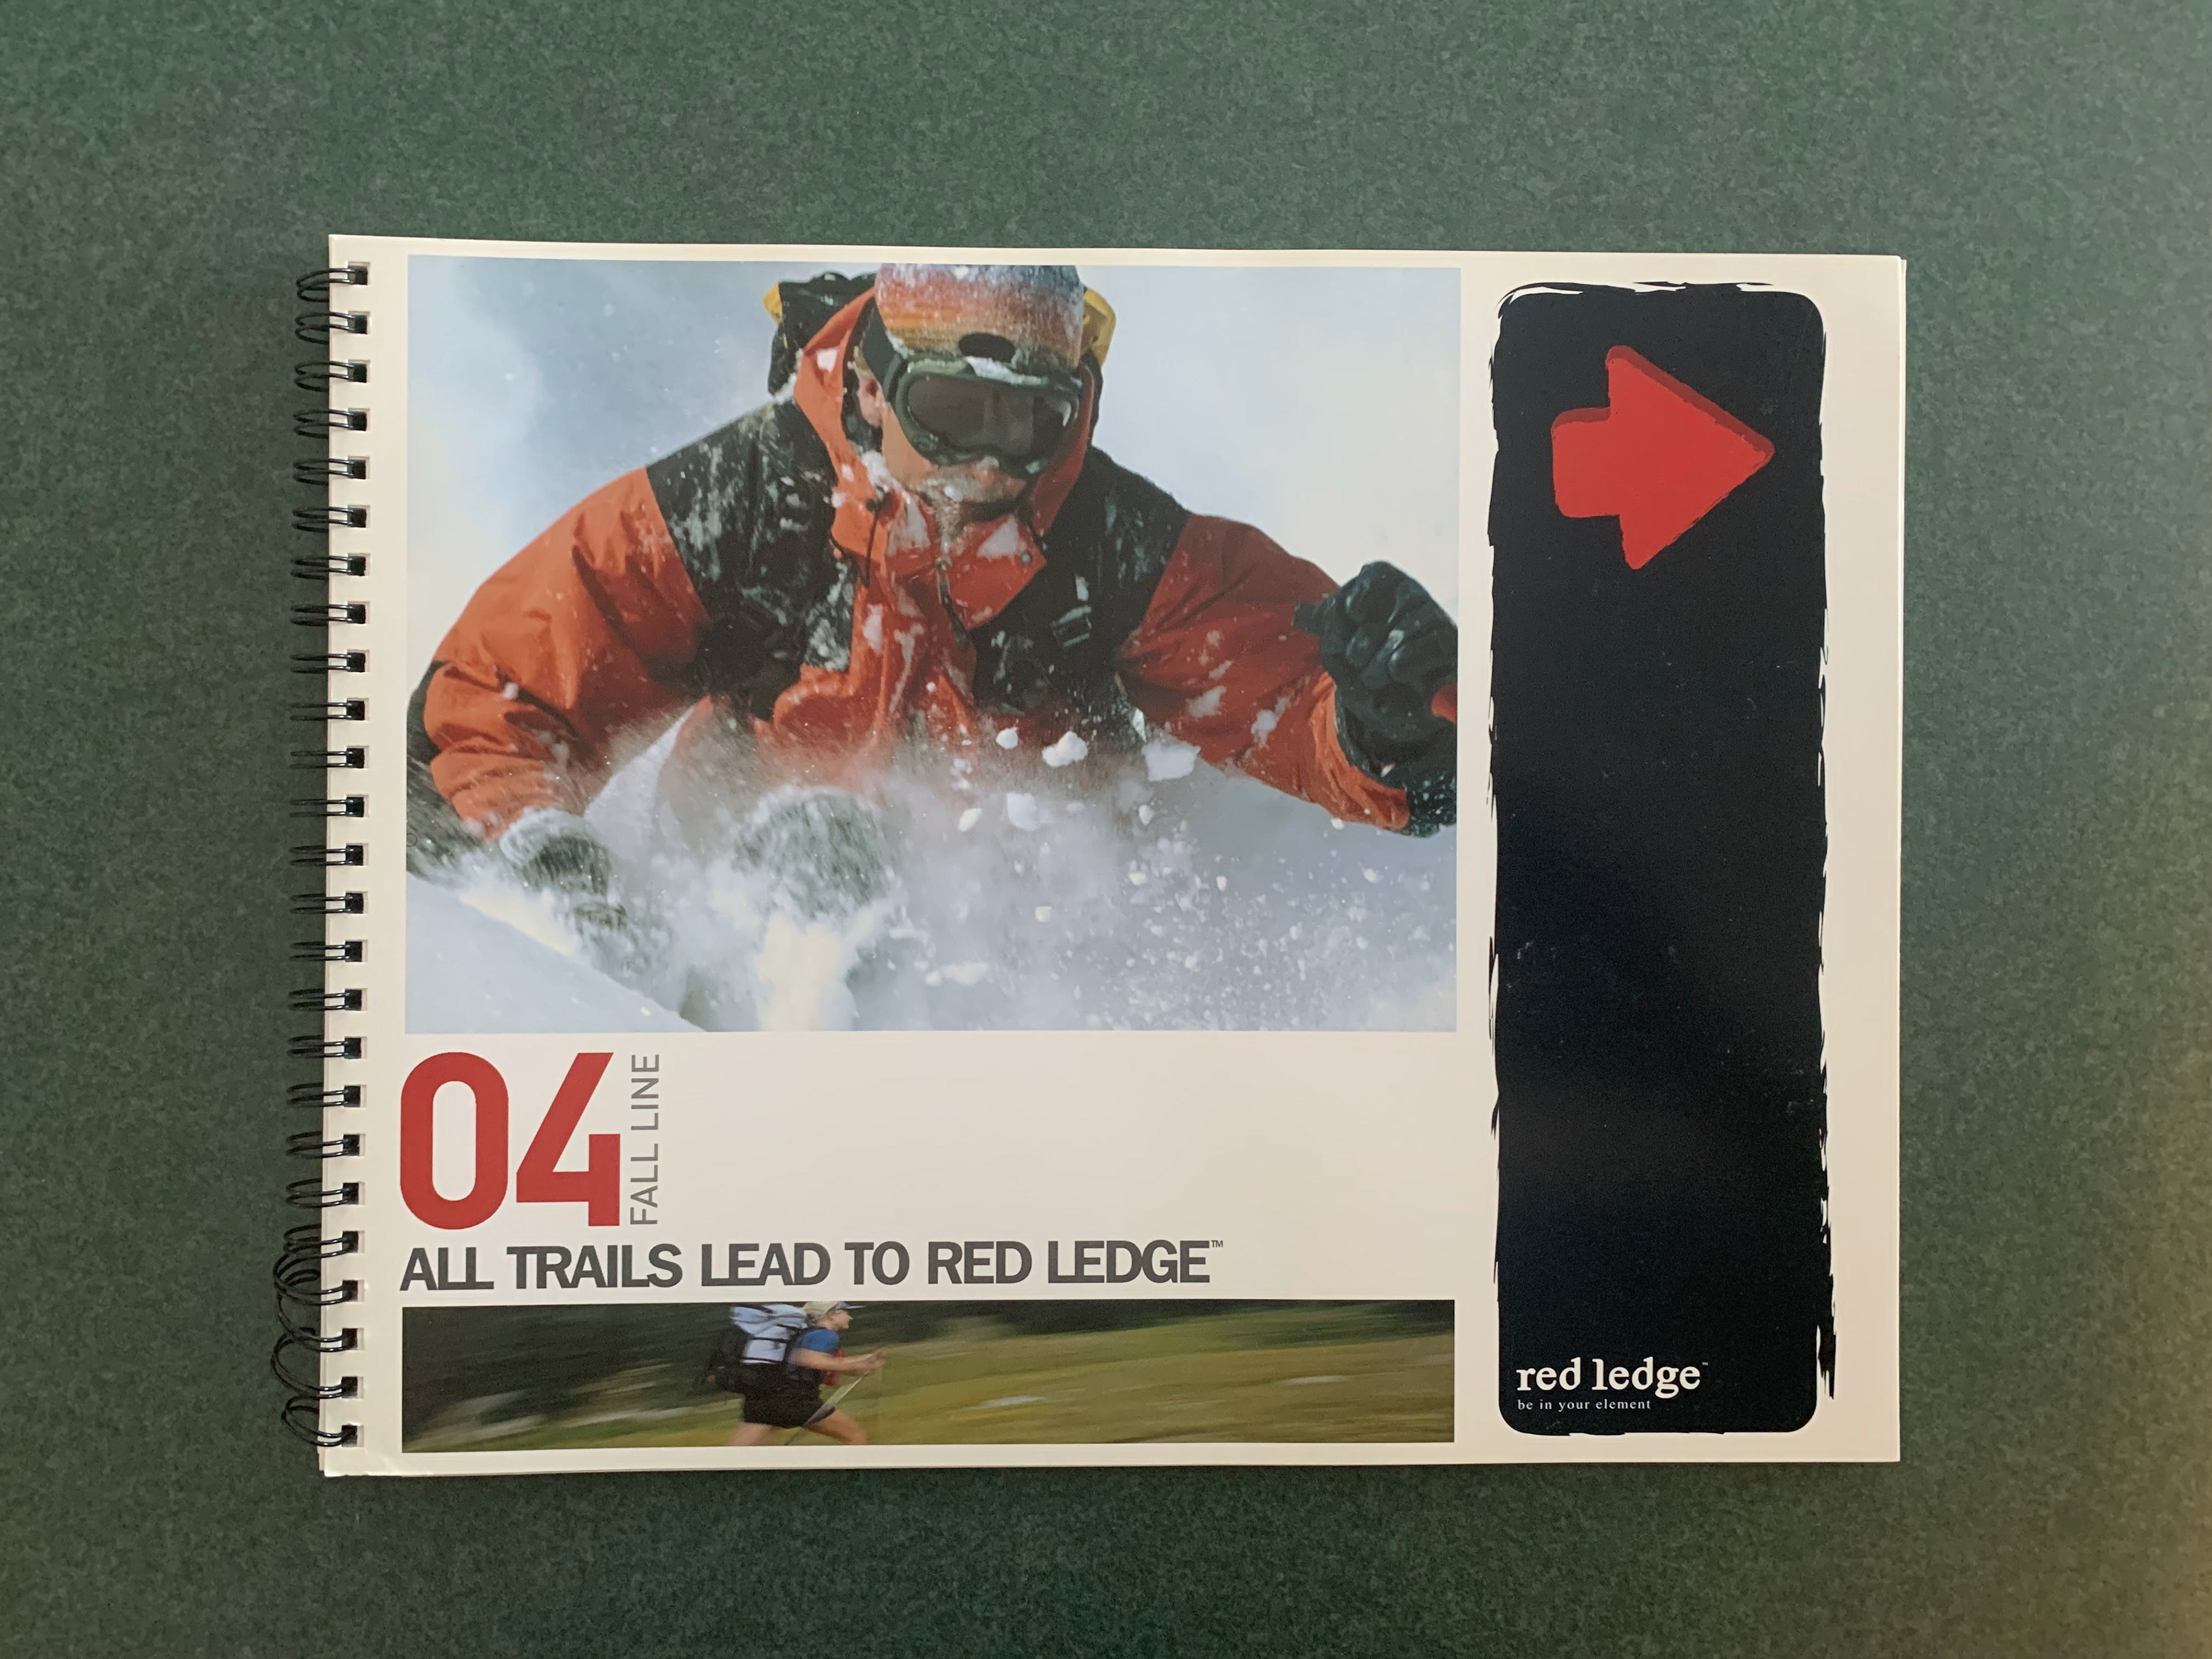 04
FALL LINE
ALL TRAILS LEAD TO RED LEDGE™
red ledge™
be in your element